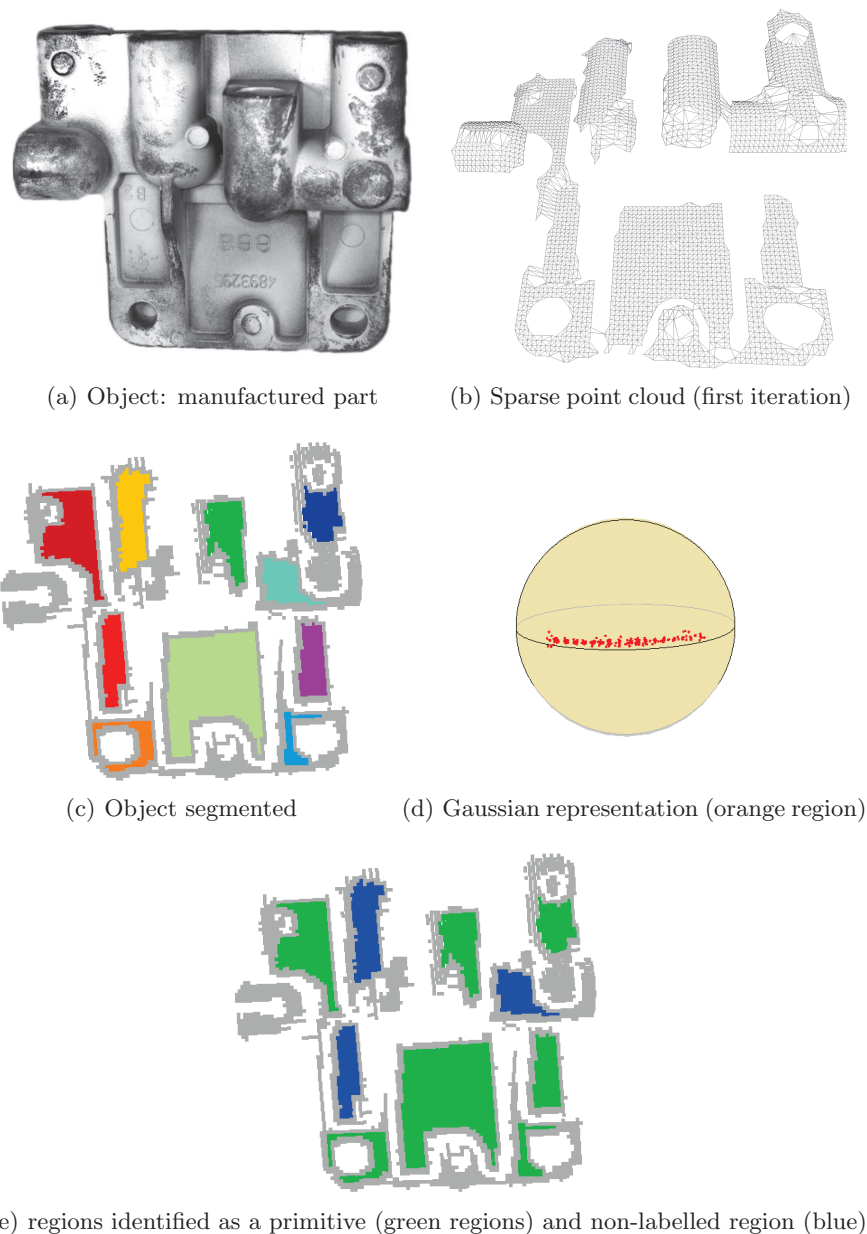 B 2
(a) Object: manufactured part
(b) Sparse point cloud (first iteration)
(c) Object segmented
(d) Gaussian representation (orange region)
e) regions identified as a primitive (green regions) and non-labelled region (blue)